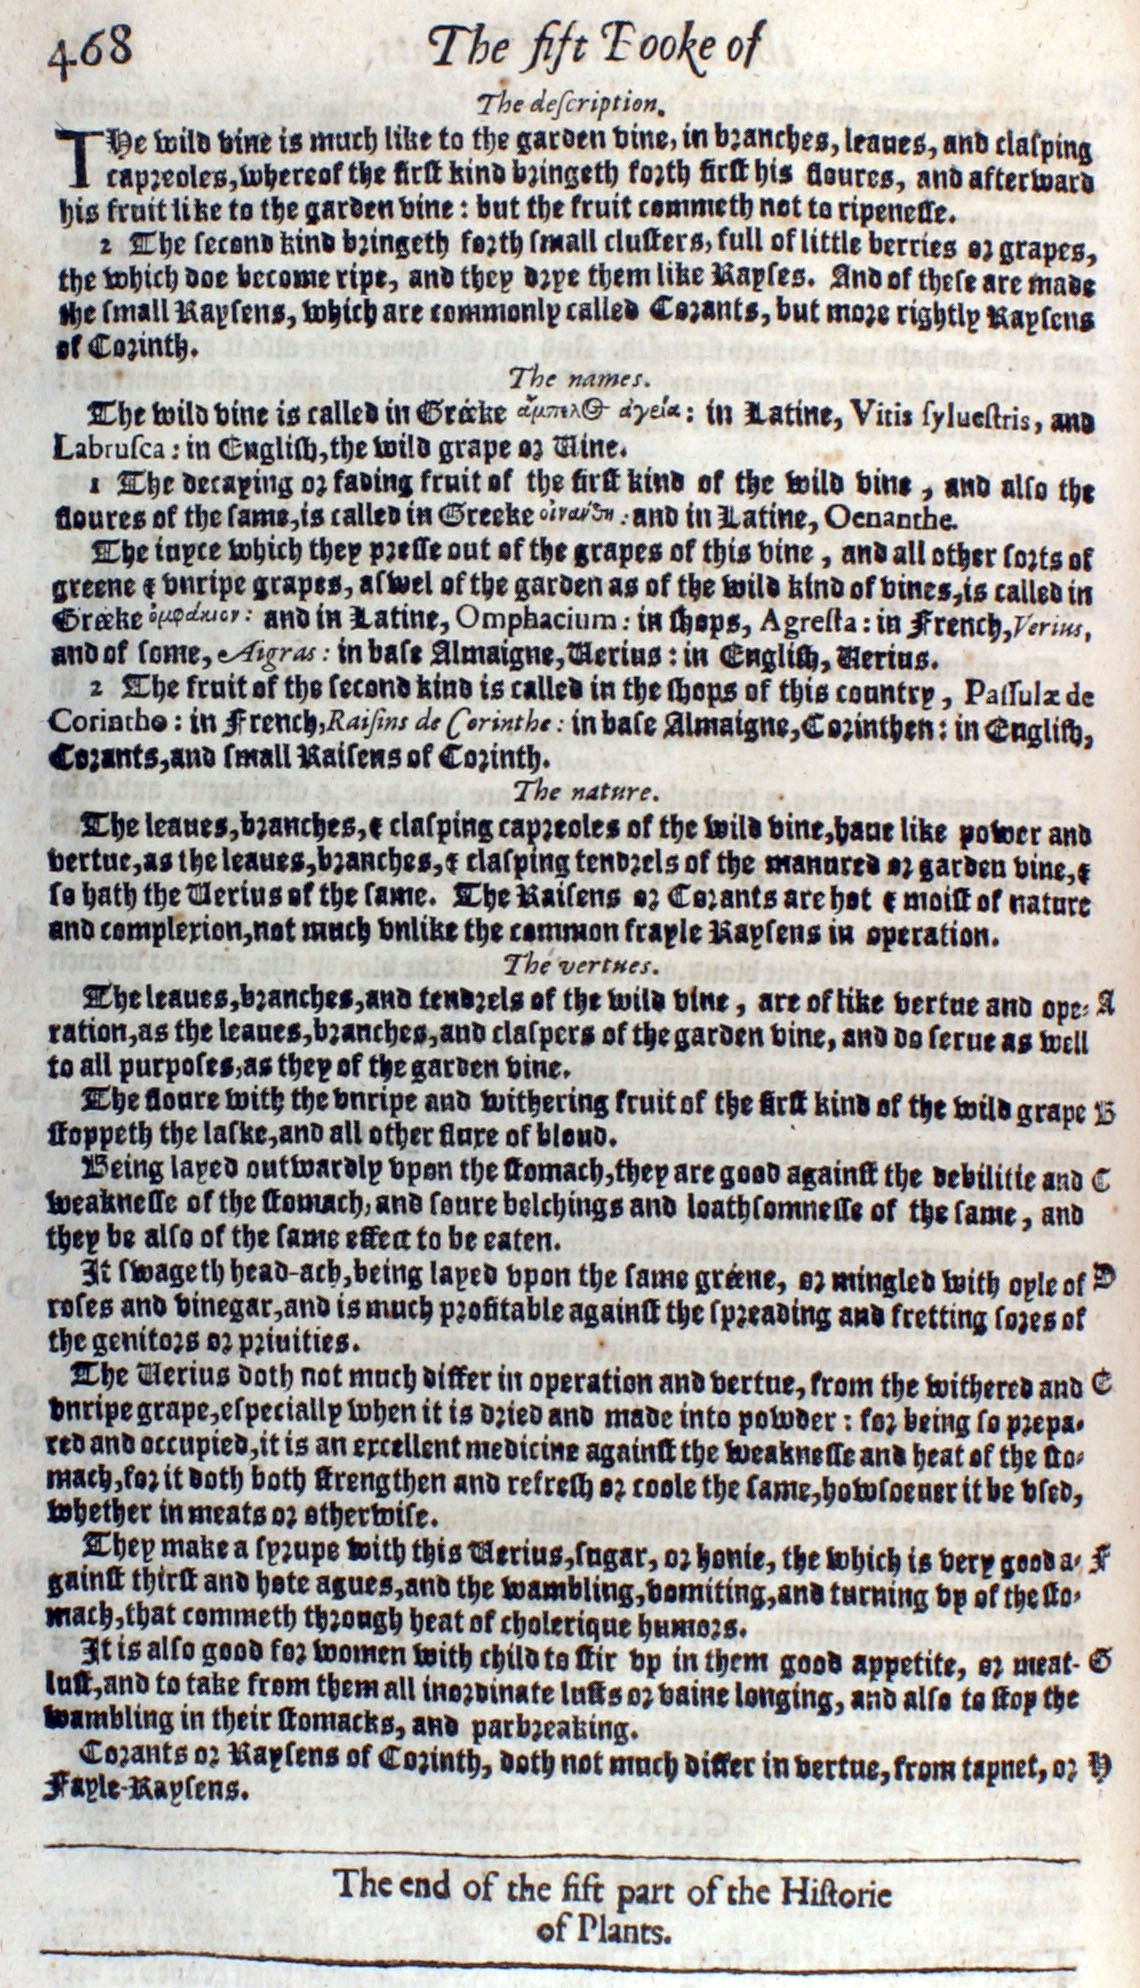 468 The fift Booke of
The deſcription.
THe wild vine is much like to the garden vine, in branches, leaues, and claſping
capreoles, whereof the firſt kind bringeth forth firſt his floures, and afterward
his fruit like to the garden vine: but the fruit commeth not to ripeneſſe.
2 The ſecond kind bringeth forth ſmall cluſters, full of little berries or grapes,
the which doe become ripe, and they drye them like Rayſes. And of theſe are made
the ſmall Rayſens, which are commonly called Corants, but more rightly Rayſens
of Corinth.
The names.
The wild vine is called in Greeke ἄμπελος ἀγεία: in Latine, Vitis ſylueſtris, and
Labruſca: in Engliſh, the wild grape or Uine.
1 The decaying or fading fruit of the firſt kind of the wild vine, and alſo the
floures of the ſame, is called in Greeke οἰνάνθη: and in Latine, Oenanthe.
The iuyce which they preſſe out of the grapes of this vine, and all other ſorts of
greene & vnripe grapes, aſwel of the garden as of the wild kind of vines, is called in
Greeke ὀμφάκιον: and in Latine, Omphacium: in ſhops, Agreſta: in French, Verius,
and of ſome, Aigras: in baſe Almaigne, Uerius: in Engliſh, Uerius.
2 The fruit of the ſecond kind is called in the ſhops of this country, Paſſulæ de
Corintho: in French, Raiſins de Corinthe: in baſe Almaigne, Corinthen: in Engliſh,
Corants, and ſmall Raiſens of Corinth.
The nature.
The leaues, branches, & claſping capreoles of the wild vine, haue like power and
vertue, as the leaues, branches, & claſping tendrels of the manured or garden vine, &
ſo hath the Uerius of the ſame. The Raiſens or Corants are hot & moiſt of nature
and complexion, not much vnlike the common frayle Rayſens in operation.
The vertues.
The leaues, branches, and tendrels of the wild vine, are of like vertue and ope- A
ration, as the leaues, branches, and claſpers of the garden vine, and do ſerue as well
to all purpoſes, as they of the garden vine.
The floure with the vnripe and withering fruit of the firſt kind of the wild grape B
ſtoppeth the laſke, and all other fluxe of bloud.
Being layed outwardly vpon the ſtomach, they are good againſt the debilitie and C
weakneſſe of the ſtomach, and ſoure belchings and loathſomneſſe of the ſame, and
they be alſo of the ſame effect to be eaten.
It ſwageth head-ach, being layed vpon the ſame greene, or mingled with oyle of D
roſes and vinegar, and is much profitable againſt the ſpreading and fretting ſores of
the genitors or priuities.
The Uerius doth not much differ in operation and vertue, from the withered and E
vnripe grape, eſpecially when it is dried and made into powder: for being ſo prepa-
red and occupied, it is an excellent medicine againſt the weakneſſe and heat of the ſto-
mach, for it doth both ſtrengthen and refreſh or coole the ſame, howſoeuer it be vſed,
whether in meats or otherwiſe.
They make a ſyrupe with this Uerius, ſugar, or honie, the which is very good a- F
gainſt thirſt and hote agues, and the wambling, vomiting, and turning vp of the ſto-
mach, that commeth through heat of cholerique humors.
It is alſo good for women with child to ſtir vp in them good appetite, or meat- G
luſt, and to take from them all inordinate luſts or vaine longing, and alſo to ſtop the
wambling in their ſtomacks, and parbreaking.
Corants or Rayſens of Corinth, doth not much differ in vertue, from taynet, or H
Fayle-Rayſens.
The end of the fift part of the Hiſtorie
of Plants.